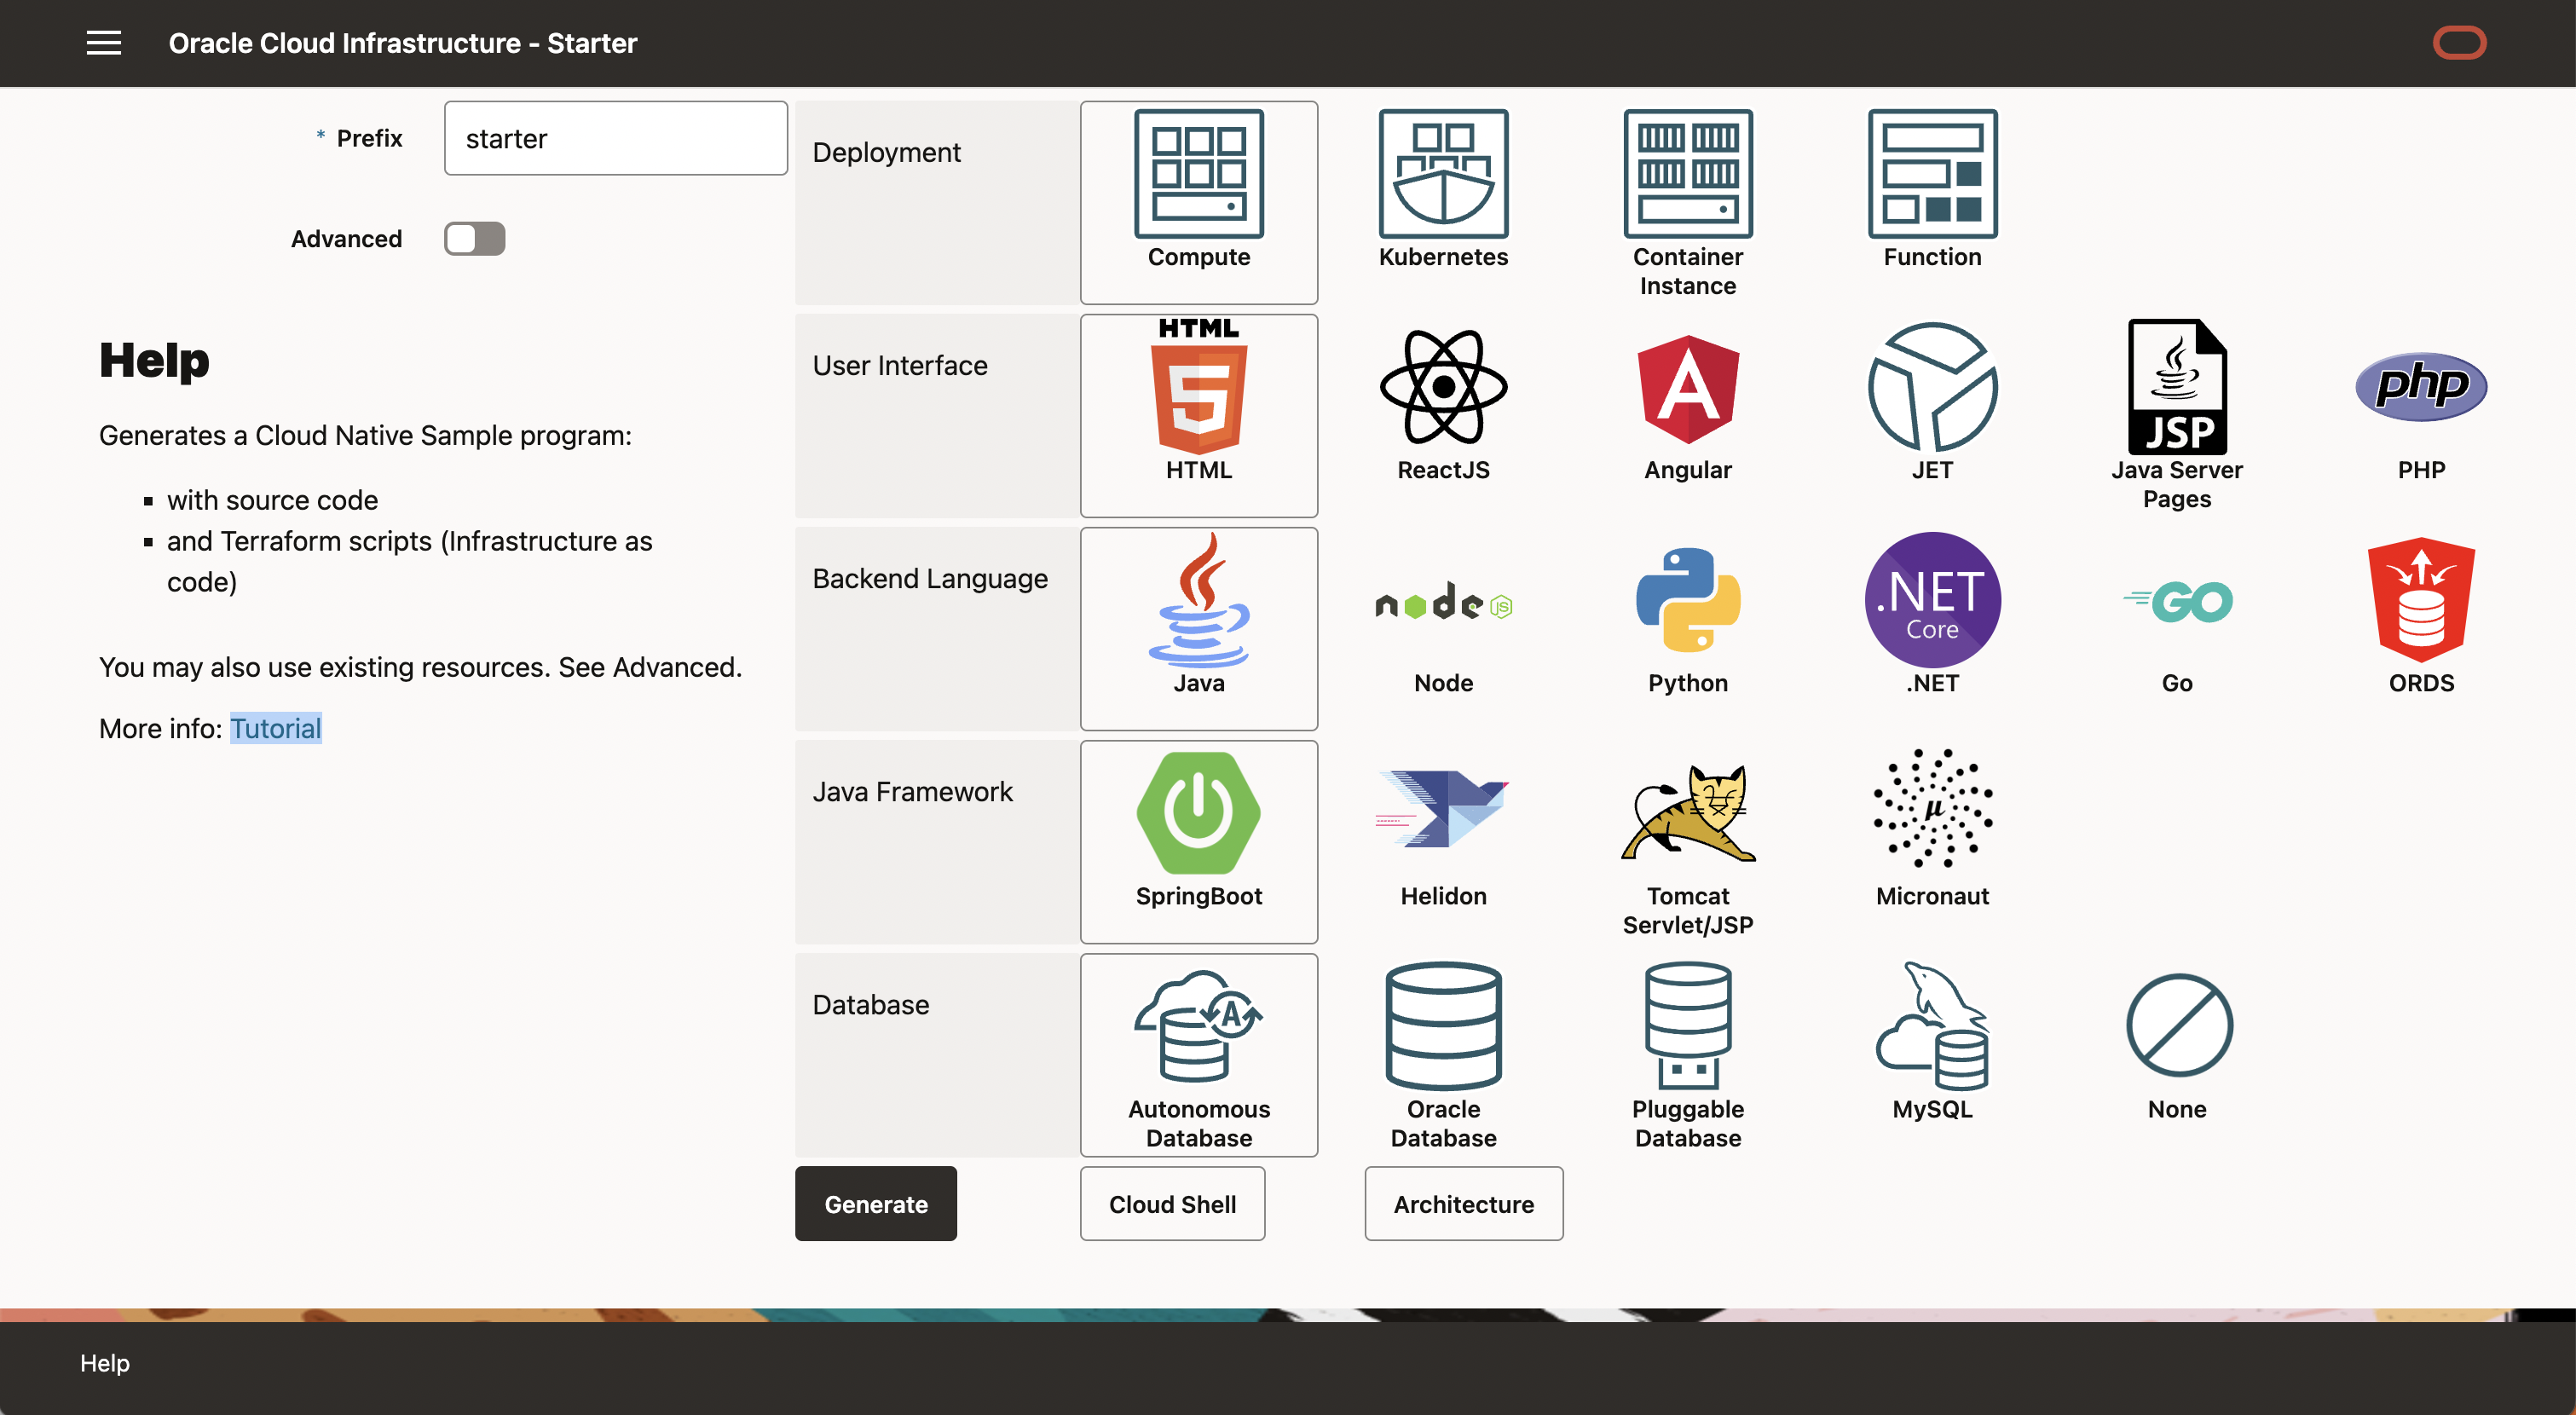 Oracle Cloud Infrastructure - Starter
* Prefix
starter
Advanced
Help
Generates a Cloud Native Sample program:
with source code
and Terraform scripts (Infrastructure as
code)
You may also use existing resources. See Advanced.
More info: Tutorial
Deployment
Compute
Kubernetes
Container
Instance
Function
User Interface
HTML
5
HTML
ReactJS
A
Angular
JET
JSP
Java Server
Pages
php
PHP
Backend Language
Java
node JS
Node
Python
.NET
Core
.NET
GO
Go
ORDS
Java Framework
SpringBoot
Helidon
Tomcat
Servlet/JSP
µ
Micronaut
Database
A
Autonomous
Database
Oracle
Database
Pluggable
Database
MySQL
None
Generate
Cloud Shell
Architecture
Help